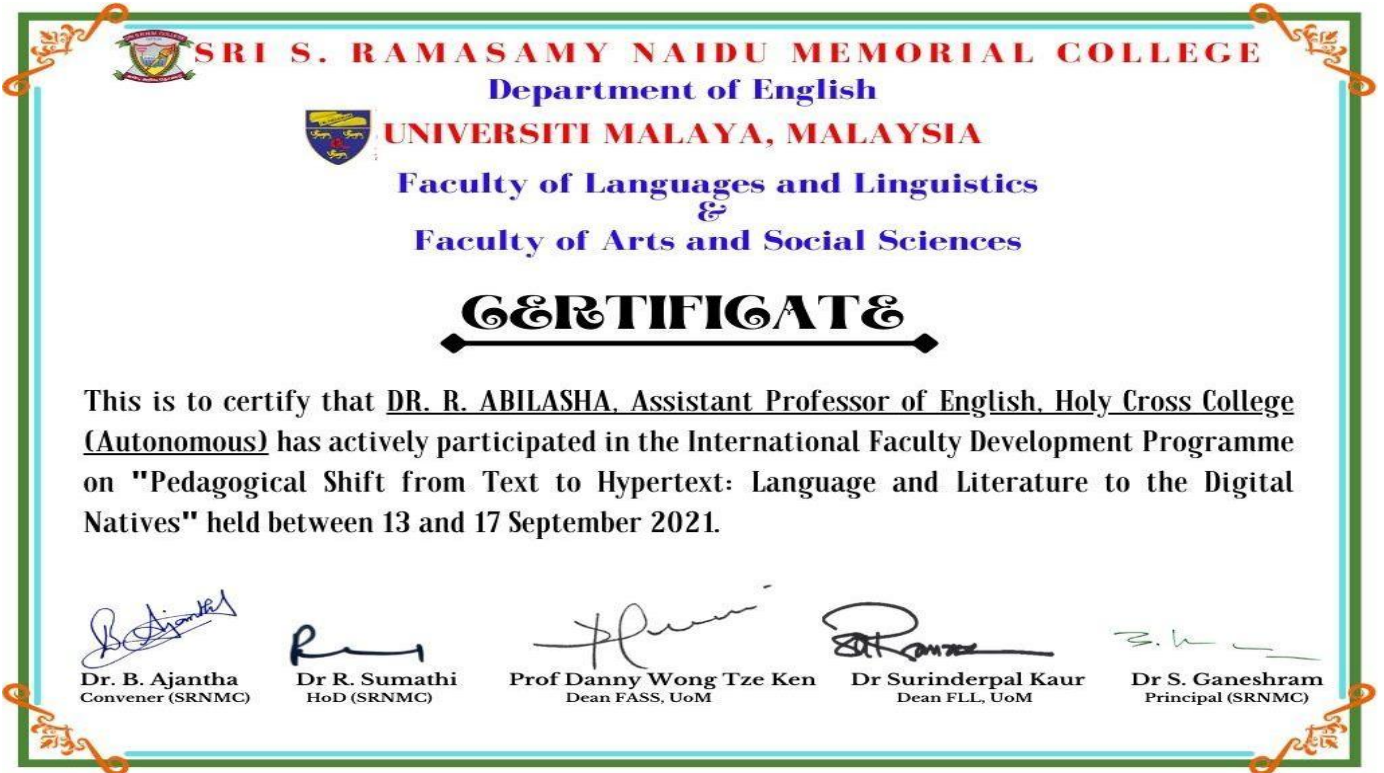 SRI S. RAMASAMY NAIDU MEMORIAL COLLEGE
Department of English
UNIVERSITI MALAYA, MALAYSIA
Faculty of Languages and Linguistics
&
Faculty of Arts and Social Sciences
CERTIFICATE
This is to certify that DR. R. ABILASHA, Assistant Professor of English, Holy Cross College
(Autonomous) has actively participated in the International Faculty Development Programme
on "Pedagogical Shift from Text to Hypertext: Language and Literature to the Digital
Natives" held between 13 and 17 September 2021.
B. Ajantha
Dr. B. Ajantha
Convener (SRNMC)
Dr R. Sumathi
HoD (SRNMC)
Prof Danny Wong Tze Ken
Dean FASS, UoM
Dr Surinderpal Kaur
Dean FLL, UoM
Dr S. Ganeshram
Principal (SRNMC)